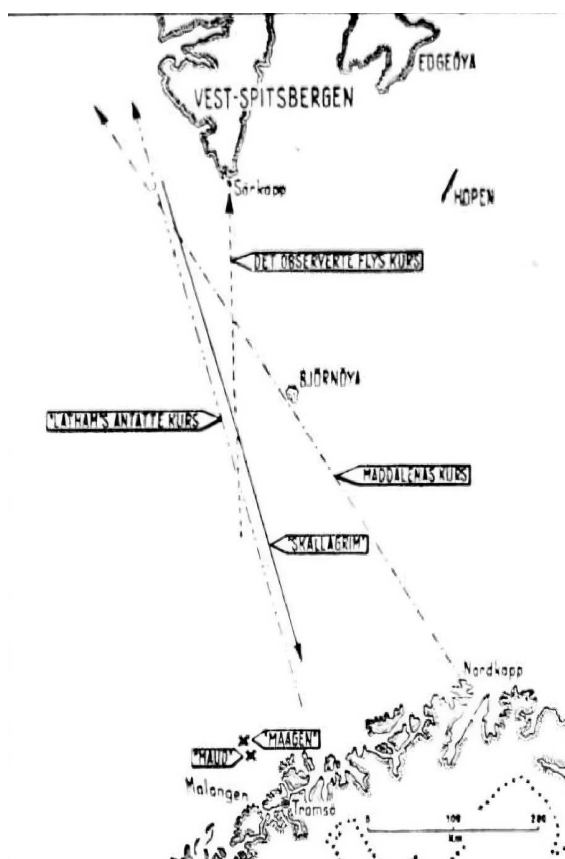 EDGEÖYA
VEST-SPITSBERGEN
Sörkapp
HOPEN
DET OBSERVERTE FLYS KURS
BJÖRNÖYA
"LATHAM"S ANTATTE KURS
MADDALENAS KURS
"SKALLAGRIM"
Nordkapp
"MAAGEN"
"MAUD"
Malangen
Tromsö
0 100 200
Km